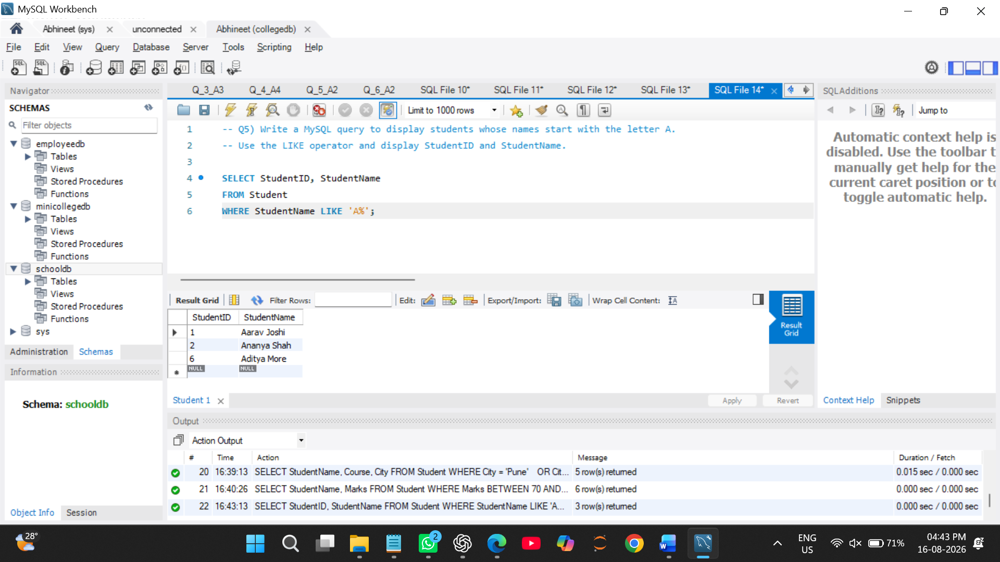 MySQL Workbench
Abhineet (sys)
unconnected
Abhineet (collegedb)
File Edit View Query Database Server Tools Scripting Help
Navigator
SCHEMAS
Filter objects
employeedb
Tables
Views
Stored Procedures
Functions
minicollegedb
Tables
Views
Stored Procedures
Functions
schooldb
Tables
Views
Stored Procedures
Functions
sys
Administration Schemas
Information
Schema: schooldb
Object Info Session
Q_3_A3 Q_4_A4 Q_5_A2 Q_6_A2 SQL File 10* SQL File 11* SQL File 12* SQL File 13* SQL File 14*
Limit to 1000 rows
1 -- Q5) Write a MySQL query to display students whose names start with the letter A.
2 -- Use the LIKE operator and display StudentID and StudentName.
3
4 SELECT StudentID, StudentName
5 FROM Student
6 WHERE StudentName LIKE 'A%';
Result Grid Filter Rows: Edit: Export/Import: Wrap Cell Content:
StudentID StudentName
1 Aarav Joshi
2 Ananya Shah
6 Aditya More
NULL NULL
Result
Grid
Student 1
Apply Revert
SQLAdditions
Jump to
Automatic context help is
disabled. Use the toolbar t
manually get help for the
current caret position or to
toggle automatic help.
Context Help Snippets
Output
Action Output
# Time Action Message Duration / Fetch
20 16:39:13 SELECT StudentName, Course, City FROM Student WHERE City = 'Pune' OR Cit... 5 row(s) returned 0.015 sec / 0.000 sec
21 16:40:26 SELECT StudentName, Marks FROM Student WHERE Marks BETWEEN 70 AND... 6 row(s) returned 0.000 sec / 0.000 sec
22 16:43:13 SELECT StudentID, StudentName FROM Student WHERE StudentName LIKE 'A... 3 row(s) returned 0.000 sec / 0.000 sec
28°
2
ENG
US
71%
04:43 PM
16-08-2026